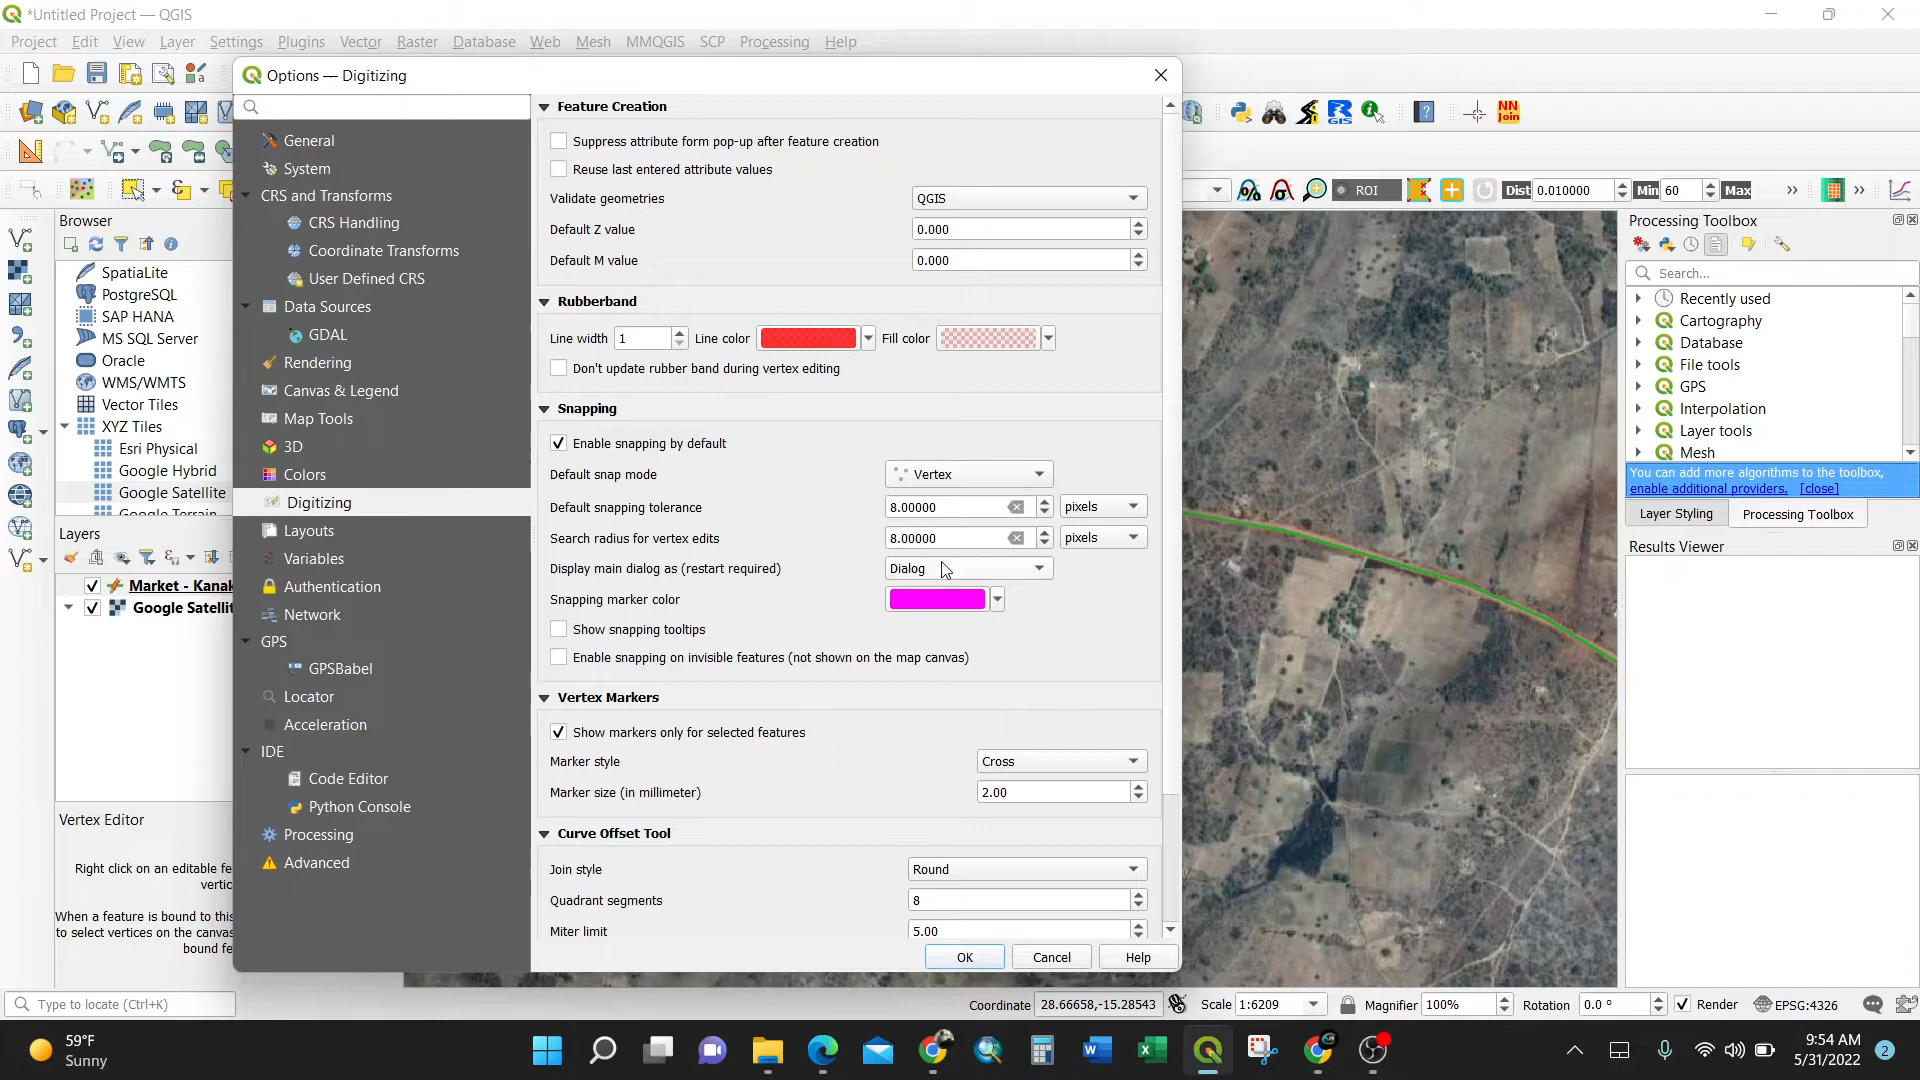 *Untitled Project — QGIS
Project Edit View Layer Settings Plugins Vector Raster Database Web Mesh MMQGIS SCP Processing Help
Options — Digitizing
General
System
CRS and Transforms
CRS Handling
Coordinate Transforms
User Defined CRS
Data Sources
GDAL
Rendering
Canvas & Legend
Map Tools
3D
Colors
Digitizing
Layouts
Variables
Authentication
Network
GPS
GPSBabel
Locator
Acceleration
IDE
Code Editor
Python Console
Processing
Advanced
Feature Creation
Suppress attribute form pop-up after feature creation
Reuse last entered attribute values
Validate geometries QGIS
Default Z value 0.000
Default M value 0.000
Rubberband
Line width 1 Line color Fill color
Don't update rubber band during vertex editing
Snapping
Enable snapping by default
Default snap mode Vertex
Default snapping tolerance 8.00000 pixels
Search radius for vertex edits 8.00000 pixels
Display main dialog as (restart required) Dialog
Snapping marker color
Show snapping tooltips
Enable snapping on invisible features (not shown on the map canvas)
Vertex Markers
Show markers only for selected features
Marker style Cross
Marker size (in millimeter) 2.00
Curve Offset Tool
Join style Round
Quadrant segments 8
Miter limit 5.00
OK Cancel Help
Browser
SpatiaLite
PostgreSQL
SAP HANA
MS SQL Server
Oracle
WMS/WMTS
Vector Tiles
XYZ Tiles
Esri Physical
Google Hybrid
Google Satellite
Google Terrain
Layers
Market - Kanak
Google Satellit
Vertex Editor
Right click on an editable fe
vertic
When a feature is bound to this
to select vertices on the canvas
bound fe
NN
Join
RGIS
ROI Dist 0.010000 Min 60 Max
Processing Toolbox
Search...
Recently used
Cartography
Database
File tools
GPS
Interpolation
Layer tools
Mesh
You can add more algorithms to the toolbox,
enable additional providers. [close]
Layer Styling Processing Toolbox
Results Viewer
Type to locate (Ctrl+K)
Coordinate 28.66658,-15.28543 Scale 1:6209 Magnifier 100% Rotation 0.0 ° Render EPSG:4326
59°F
Sunny
9:54 AM
5/31/2022
2